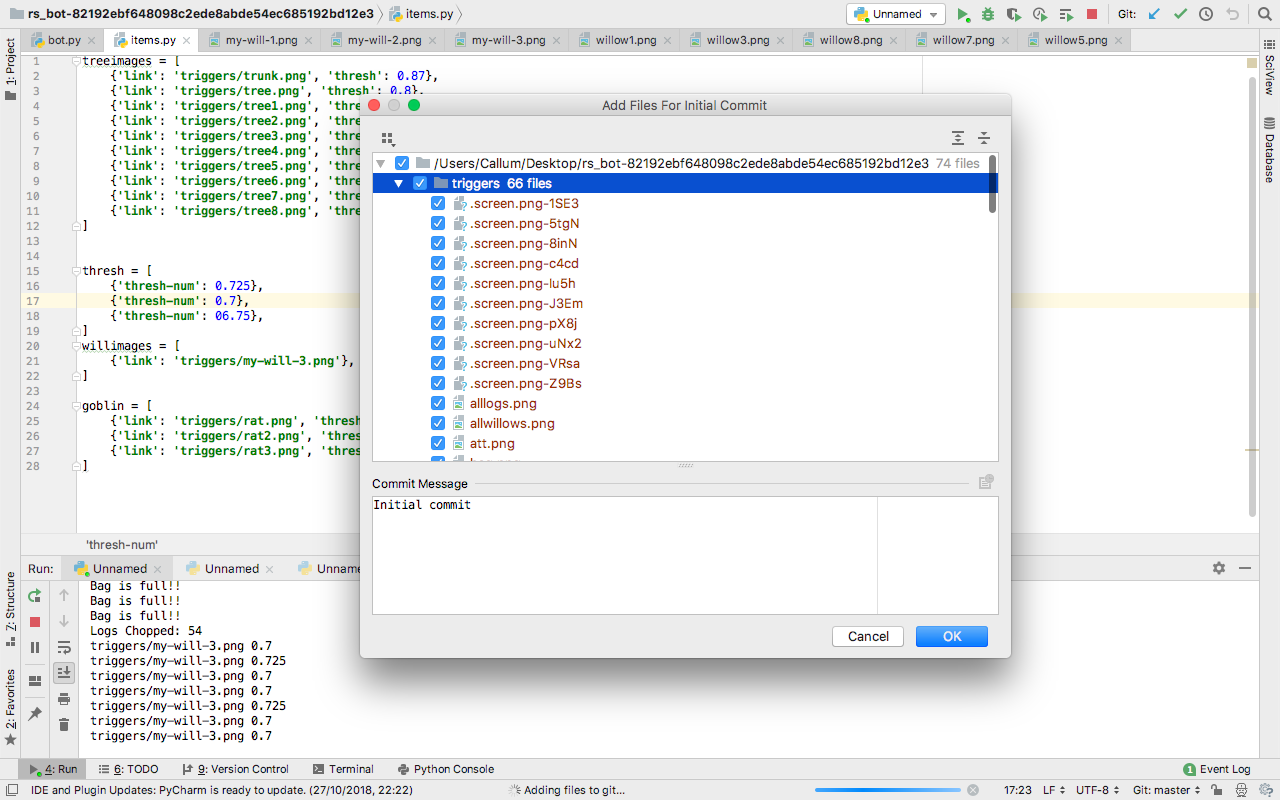 rs_bot-82192ebf648098c2ede8abde54ec685192bd12e3 items.py Unnamed Git:
bot.py items.py my-will-1.png my-will-2.png my-will-3.png willow1.png willow3.png willow8.png willow7.png willow5.png
1: Project
Z: Structure
2: Favorites
SciView
Database
1 treeimages = [
2 {'link': 'triggers/trunk.png', 'thresh': 0.87},
3 {'link': 'triggers/tree.png', 'thresh': 0.8},
4 {'link': 'triggers/tree1.png', 'thre
5 {'link': 'triggers/tree2.png', 'thre
6 {'link': 'triggers/tree3.png', 'thre
7 {'link': 'triggers/tree4.png', 'thre
8 {'link': 'triggers/tree5.png', 'thre
9 {'link': 'triggers/tree6.png', 'thre
10 {'link': 'triggers/tree7.png', 'thre
11 {'link': 'triggers/tree8.png', 'thre
12 ]
13
14
15 thresh = [
16 {'thresh-num': 0.725},
17 {'thresh-num': 0.7},
18 {'thresh-num': 06.75},
19 ]
20 willimages = [
21 {'link': 'triggers/my-will-3.png'},
22 ]
23
24 goblin = [
25 {'link': 'triggers/rat.png', 'thresh
26 {'link': 'triggers/rat2.png', 'thres
27 {'link': 'triggers/rat3.png', 'thres
28 ]
'thresh-num'
Add Files For Initial Commit
/Users/Callum/Desktop/rs_bot-82192ebf648098c2ede8abde54ec685192bd12e3 74 files
triggers 66 files
.screen.png-1SE3
.screen.png-5tgN
.screen.png-8inN
.screen.png-c4cd
.screen.png-lu5h
.screen.png-J3Em
.screen.png-pX8j
.screen.png-uNx2
.screen.png-VRsa
.screen.png-Z9Bs
alllogs.png
allwillows.png
att.png
Commit Message
Initial commit
Cancel OK
Run: Unnamed Unnamed Unname
Bag is full!!
Bag is full!!
Bag is full!!
Logs Chopped: 54
triggers/my-will-3.png 0.7
triggers/my-will-3.png 0.725
triggers/my-will-3.png 0.7
triggers/my-will-3.png 0.7
triggers/my-will-3.png 0.725
triggers/my-will-3.png 0.7
triggers/my-will-3.png 0.7
4: Run 6: TODO 9: Version Control Terminal Python Console 1 Event Log
IDE and Plugin Updates: PyCharm is ready to update. (27/10/2018, 22:22) Adding files to git... 17:23 LF UTF-8 Git: master